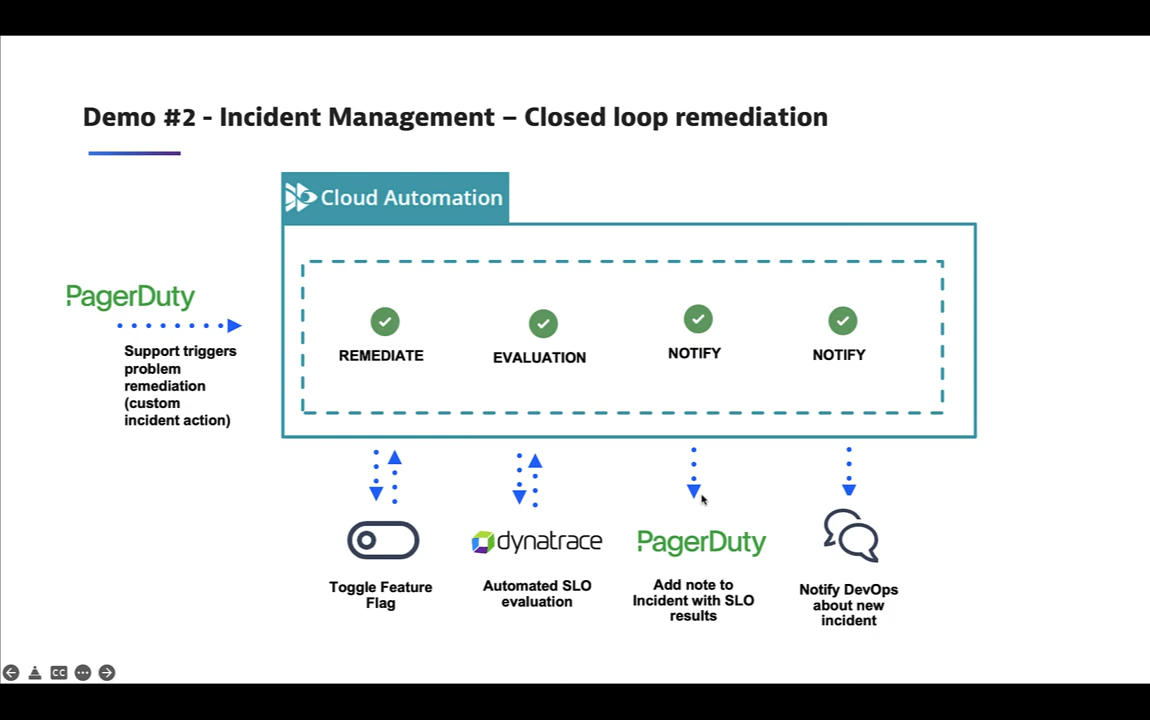 Demo #2 - Incident Management – Closed loop remediation
Cloud Automation
PagerDuty
Support triggers
problem
remediation
(custom
incident action)
REMEDIATE
EVALUATION
NOTIFY
NOTIFY
Toggle Feature
Flag
dynatrace
Automated SLO
evaluation
PagerDuty
Add note to
Incident with SLO
results
Notify DevOps
about new
incident
CC